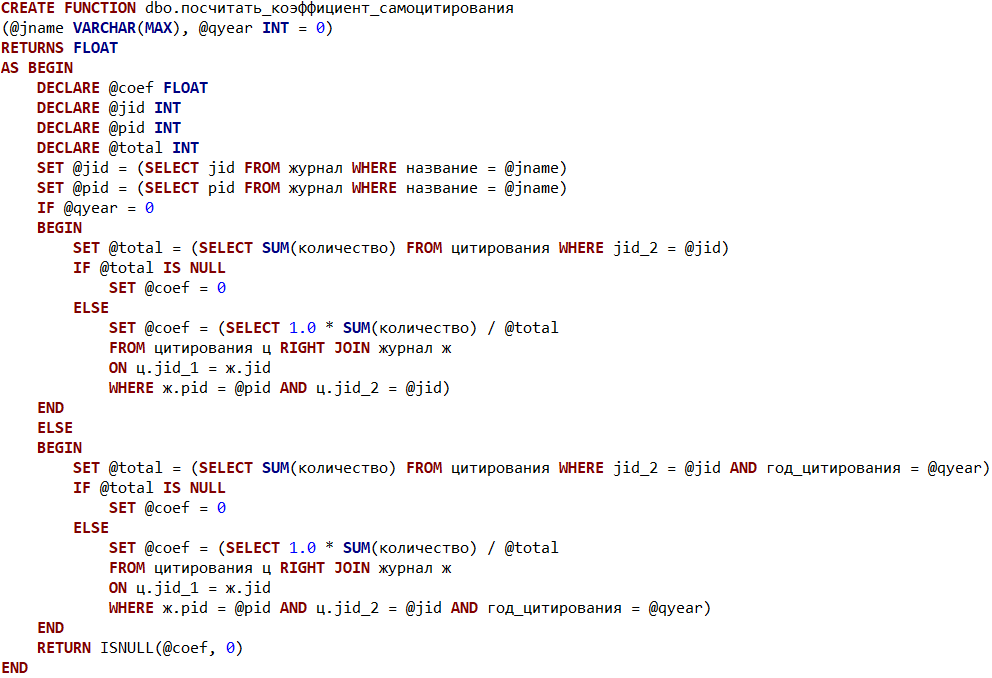 CREATE FUNCTION dbo.посчитать_коэффициент_самоцитирования
(@jname VARCHAR(MAX), @qyear INT = 0)
RETURNS FLOAT
AS BEGIN
    DECLARE @coef FLOAT
    DECLARE @jid INT
    DECLARE @pid INT
    DECLARE @total INT
    SET @jid = (SELECT jid FROM журнал WHERE название = @jname)
    SET @pid = (SELECT pid FROM журнал WHERE название = @jname)
    IF @qyear = 0
    BEGIN
        SET @total = (SELECT SUM(количество) FROM цитирования WHERE jid_2 = @jid)
        IF @total IS NULL
            SET @coef = 0
        ELSE
            SET @coef = (SELECT 1.0 * SUM(количество) / @total
            FROM цитирования ц RIGHT JOIN журнал ж
            ON ц.jid_1 = ж.jid
            WHERE ж.pid = @pid AND ц.jid_2 = @jid)
    END
    ELSE
    BEGIN
        SET @total = (SELECT SUM(количество) FROM цитирования WHERE jid_2 = @jid AND год_цитирования = @qyear)
        IF @total IS NULL
            SET @coef = 0
        ELSE
            SET @coef = (SELECT 1.0 * SUM(количество) / @total
            FROM цитирования ц RIGHT JOIN журнал ж
            ON ц.jid_1 = ж.jid
            WHERE ж.pid = @pid AND ц.jid_2 = @jid AND год_цитирования = @qyear)
    END
    RETURN ISNULL(@coef, 0)
END